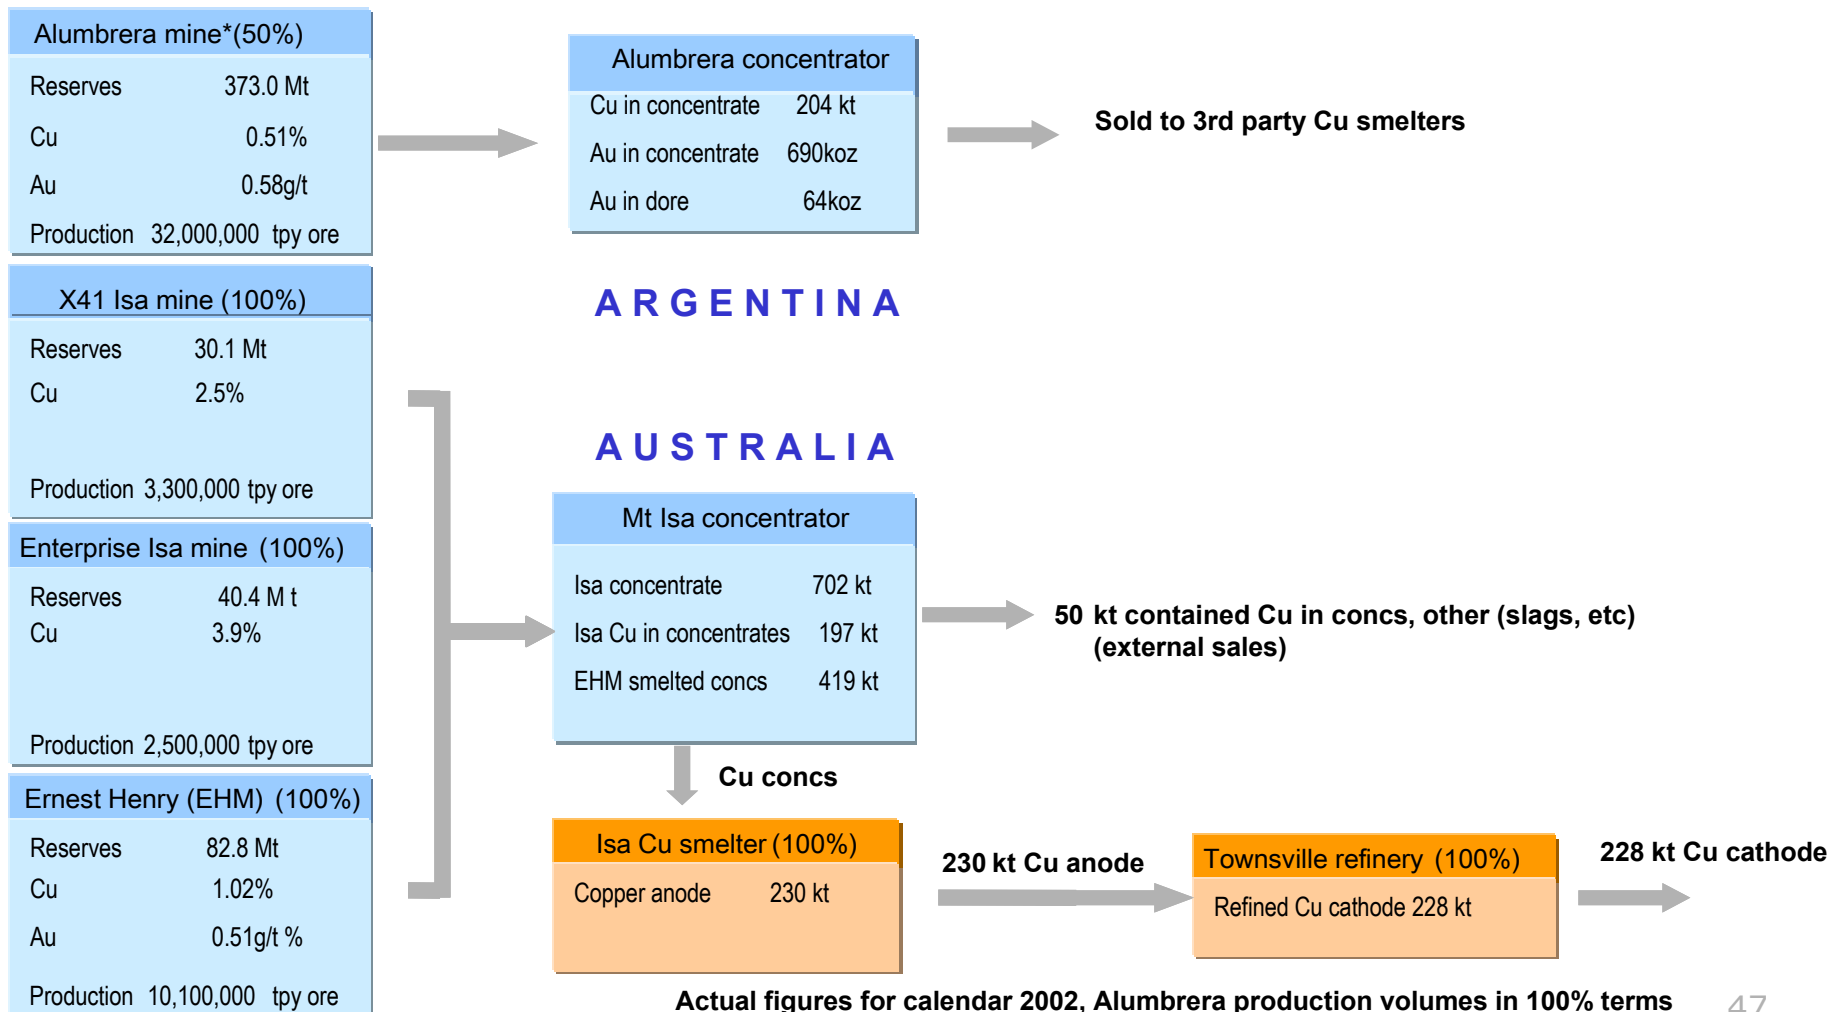 Alumbrera mine*(50%)
Reserves 373.0 Mt
Cu 0.51%
Au 0.58g/t
Production 32,000,000 tpy ore
Alumbrera concentrator
Cu in concentrate 204 kt
Au in concentrate 690koz
Au in dore 64koz
Sold to 3rd party Cu smelters
ARGENTINA
X41 Isa mine (100%)
Reserves 30.1 Mt
Cu 2.5%
Production 3,300,000 tpy ore
AUSTRALIA
Enterprise Isa mine (100%)
Reserves 40.4 M t
Cu 3.9%
Production 2,500,000 tpy ore
Mt Isa concentrator
Isa concentrate 702 kt
Isa Cu in concentrates 197 kt
EHM smelted concs 419 kt
50 kt contained Cu in concs, other (slags, etc)
(external sales)
Cu concs
Ernest Henry (EHM) (100%)
Reserves 82.8 Mt
Cu 1.02%
Au 0.51g/t %
Production 10,100,000 tpy ore
Isa Cu smelter (100%)
Copper anode 230 kt
230 kt Cu anode
Townsville refinery (100%)
Refined Cu cathode 228 kt
228 kt Cu cathode
Actual figures for calendar 2002, Alumbrera production volumes in 100% terms
47